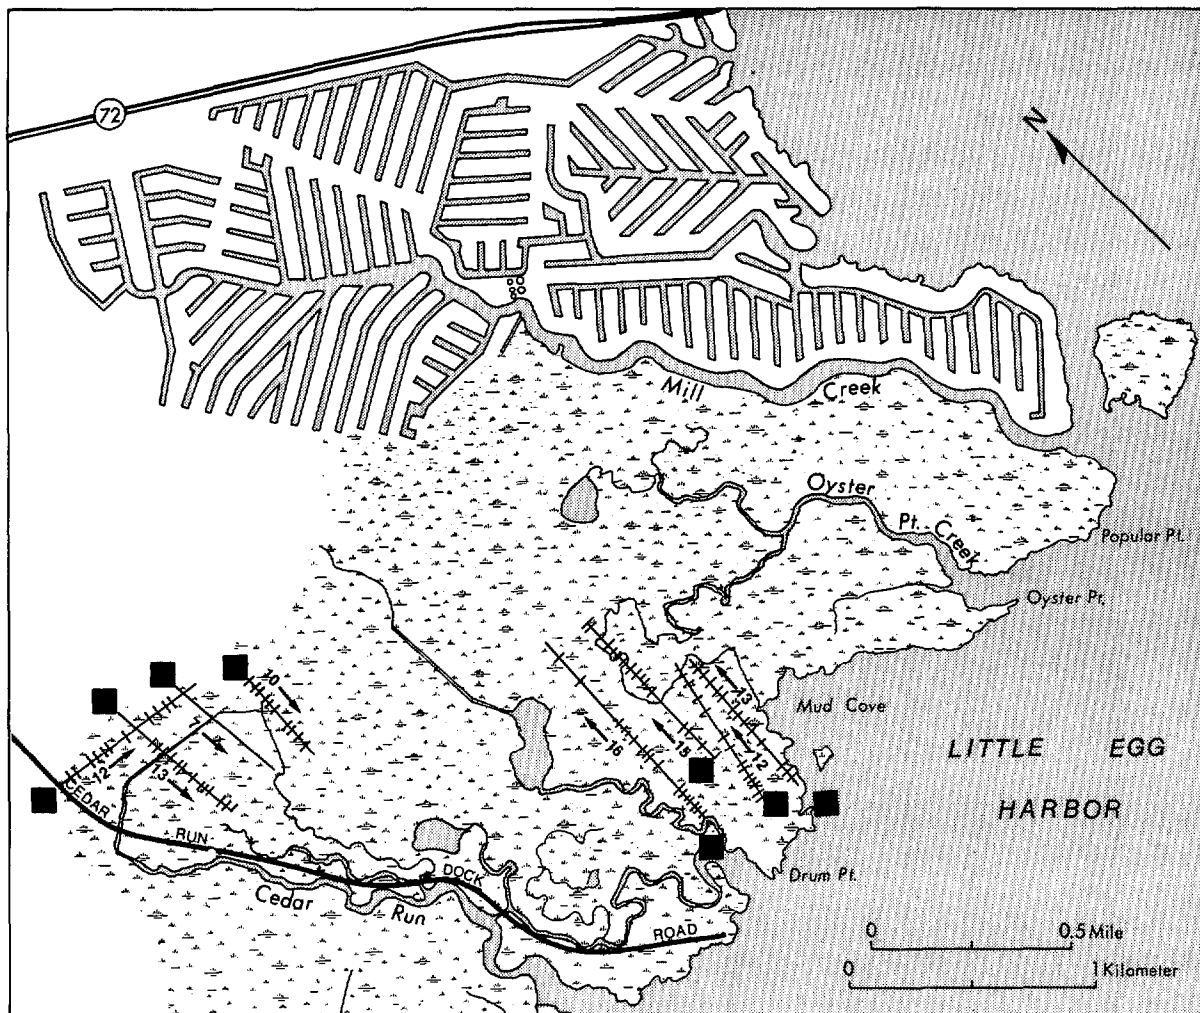 72
N
Mill Creek
Oyster
Pt. Creek
Popular Pt.
Oyster Pt.
10
13
Mud Cove
7
16
15
12
LITTLE EGG
HARBOR
12
13
CEDAR RUN DOCK ROAD
Drum Pt.
Cedar Run
0 0.5 Mile
0 1 Kilometer